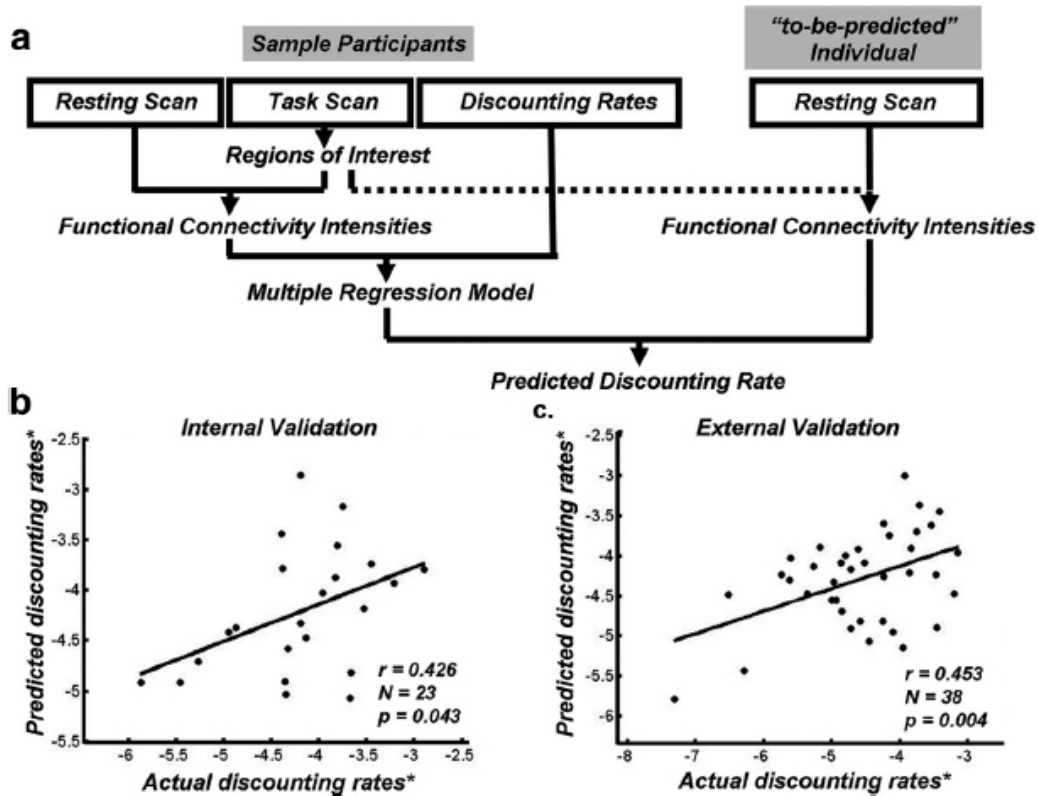 a
Sample Participants
"to-be-predicted"
Individual
Resting Scan
Task Scan
Discounting Rates
Resting Scan
Regions of Interest
Functional Connectivity Intensities
Functional Connectivity Intensities
Multiple Regression Model
Predicted Discounting Rate
b
Internal Validation
Predicted discounting rates*
-2.5
-3
-3.5
-4
-4.5
-5
-5.5
r = 0.426
N = 23
p = 0.043
-6 -5.5 -5 -4.5 -4 -3.5 -3 -2.5
Actual discounting rates*
c.
External Validation
Predicted discounting rates*
-2.5
-3
-3.5
-4
-4.5
-5
-5.5
-6
r = 0.453
N = 38
p = 0.004
-8 -7 -6 -5 -4 -3
Actual discounting rates*